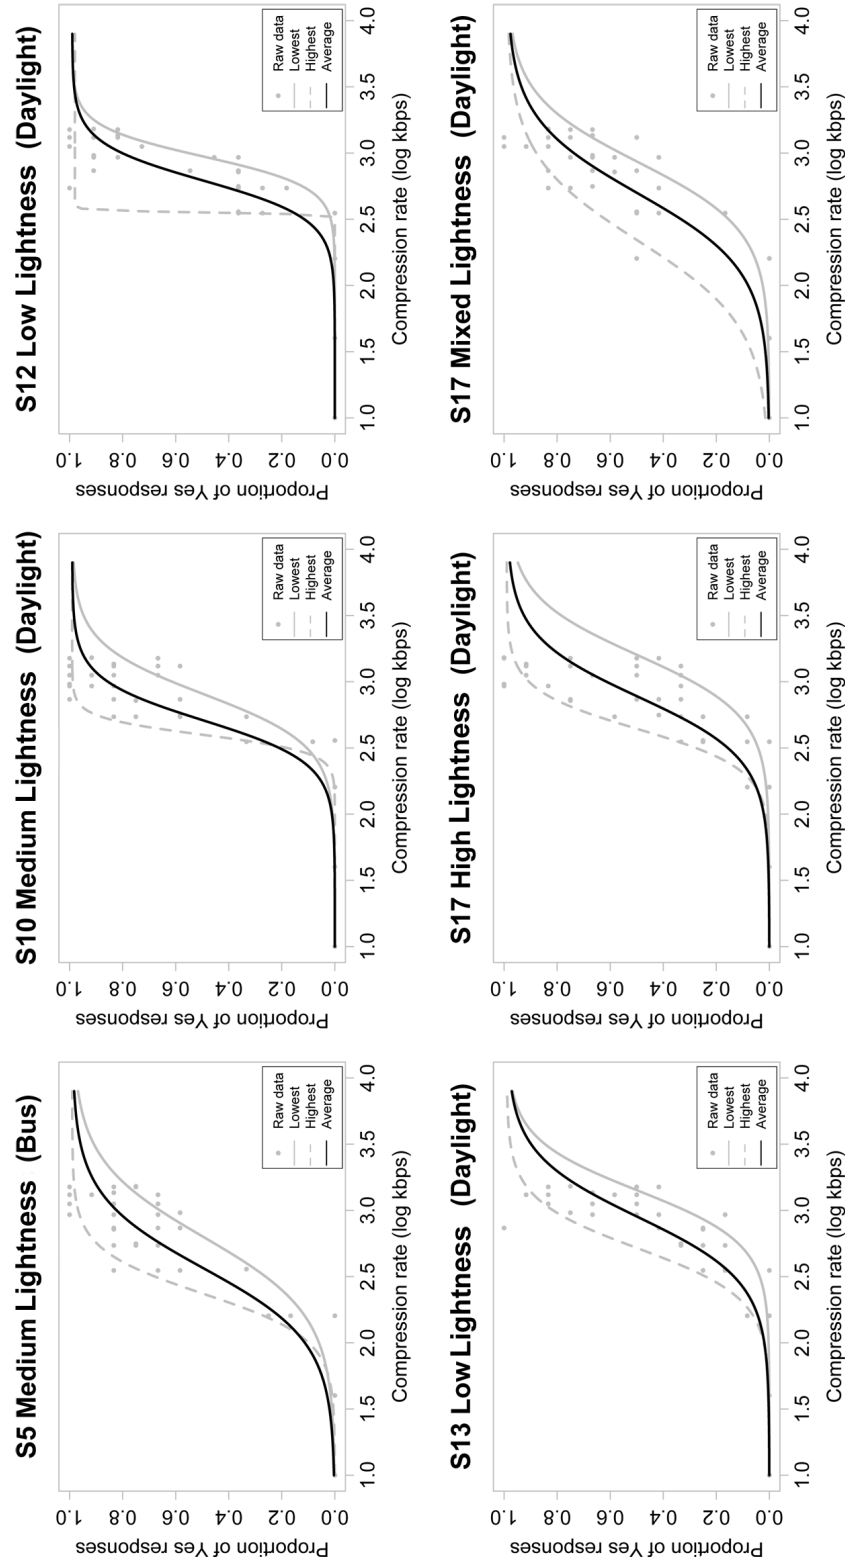 S5 Medium Lightness (Bus)
Proportion of Yes responses
1.0
0.8
0.6
0.4
0.2
0.0
Raw data
Lowest
Highest
Average
1.0 1.5 2.0 2.5 3.0 3.5 4.0
Compression rate (log kbps)
S10 Medium Lightness (Daylight)
Proportion of Yes responses
1.0
0.8
0.6
0.4
0.2
0.0
Raw data
Lowest
Highest
Average
1.0 1.5 2.0 2.5 3.0 3.5 4.0
Compression rate (log kbps)
S12 Low Lightness (Daylight)
Proportion of Yes responses
1.0
0.8
0.6
0.4
0.2
0.0
Raw data
Lowest
Highest
Average
1.0 1.5 2.0 2.5 3.0 3.5 4.0
Compression rate (log kbps)
S13 Low Lightness (Daylight)
Proportion of Yes responses
1.0
0.8
0.6
0.4
0.2
0.0
Raw data
Lowest
Highest
Average
1.0 1.5 2.0 2.5 3.0 3.5 4.0
Compression rate (log kbps)
S17 High Lightness (Daylight)
Proportion of Yes responses
1.0
0.8
0.6
0.4
0.2
0.0
Raw data
Lowest
Highest
Average
1.0 1.5 2.0 2.5 3.0 3.5 4.0
Compression rate (log kbps)
S17 Mixed Lightness (Daylight)
Proportion of Yes responses
1.0
0.8
0.6
0.4
0.2
0.0
Raw data
Lowest
Highest
Average
1.0 1.5 2.0 2.5 3.0 3.5 4.0
Compression rate (log kbps)